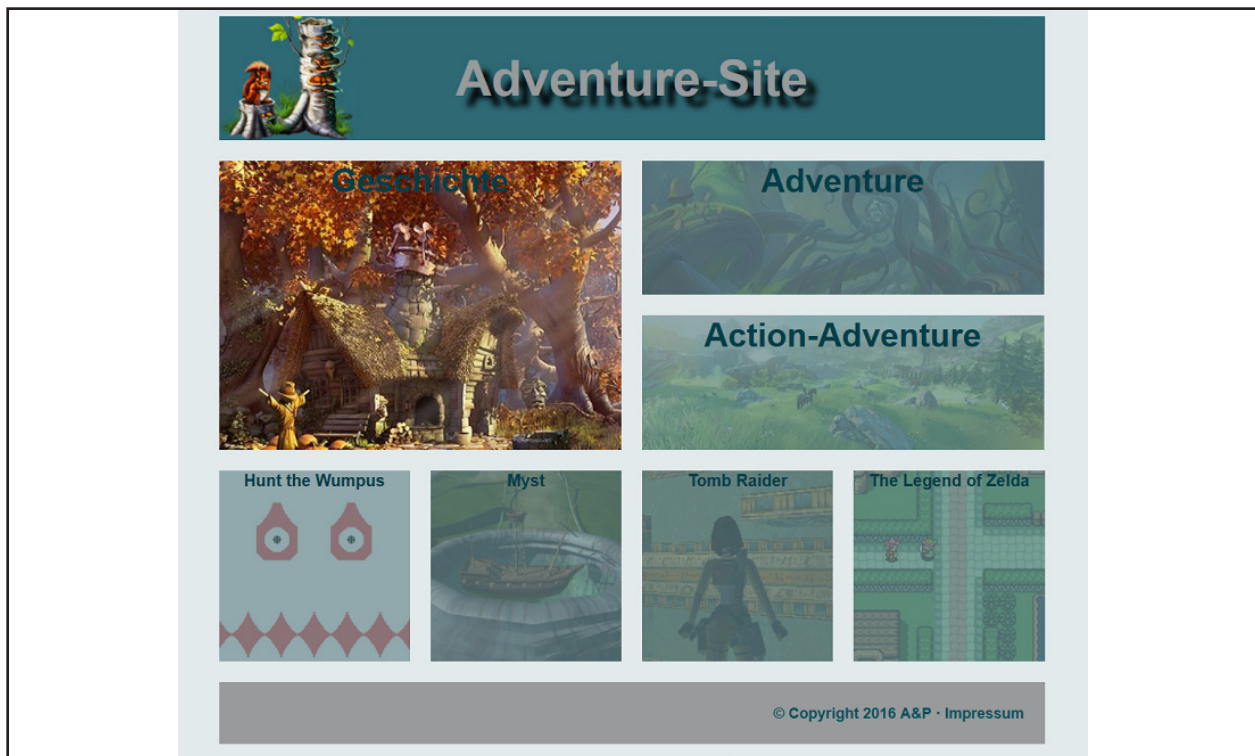 Adventure-Site
Geschichte
Adventure
Action-Adventure
Hunt the Wumpus
Myst
Tomb Raider
The Legend of Zelda
© Copyright 2016 A&P · Impressum